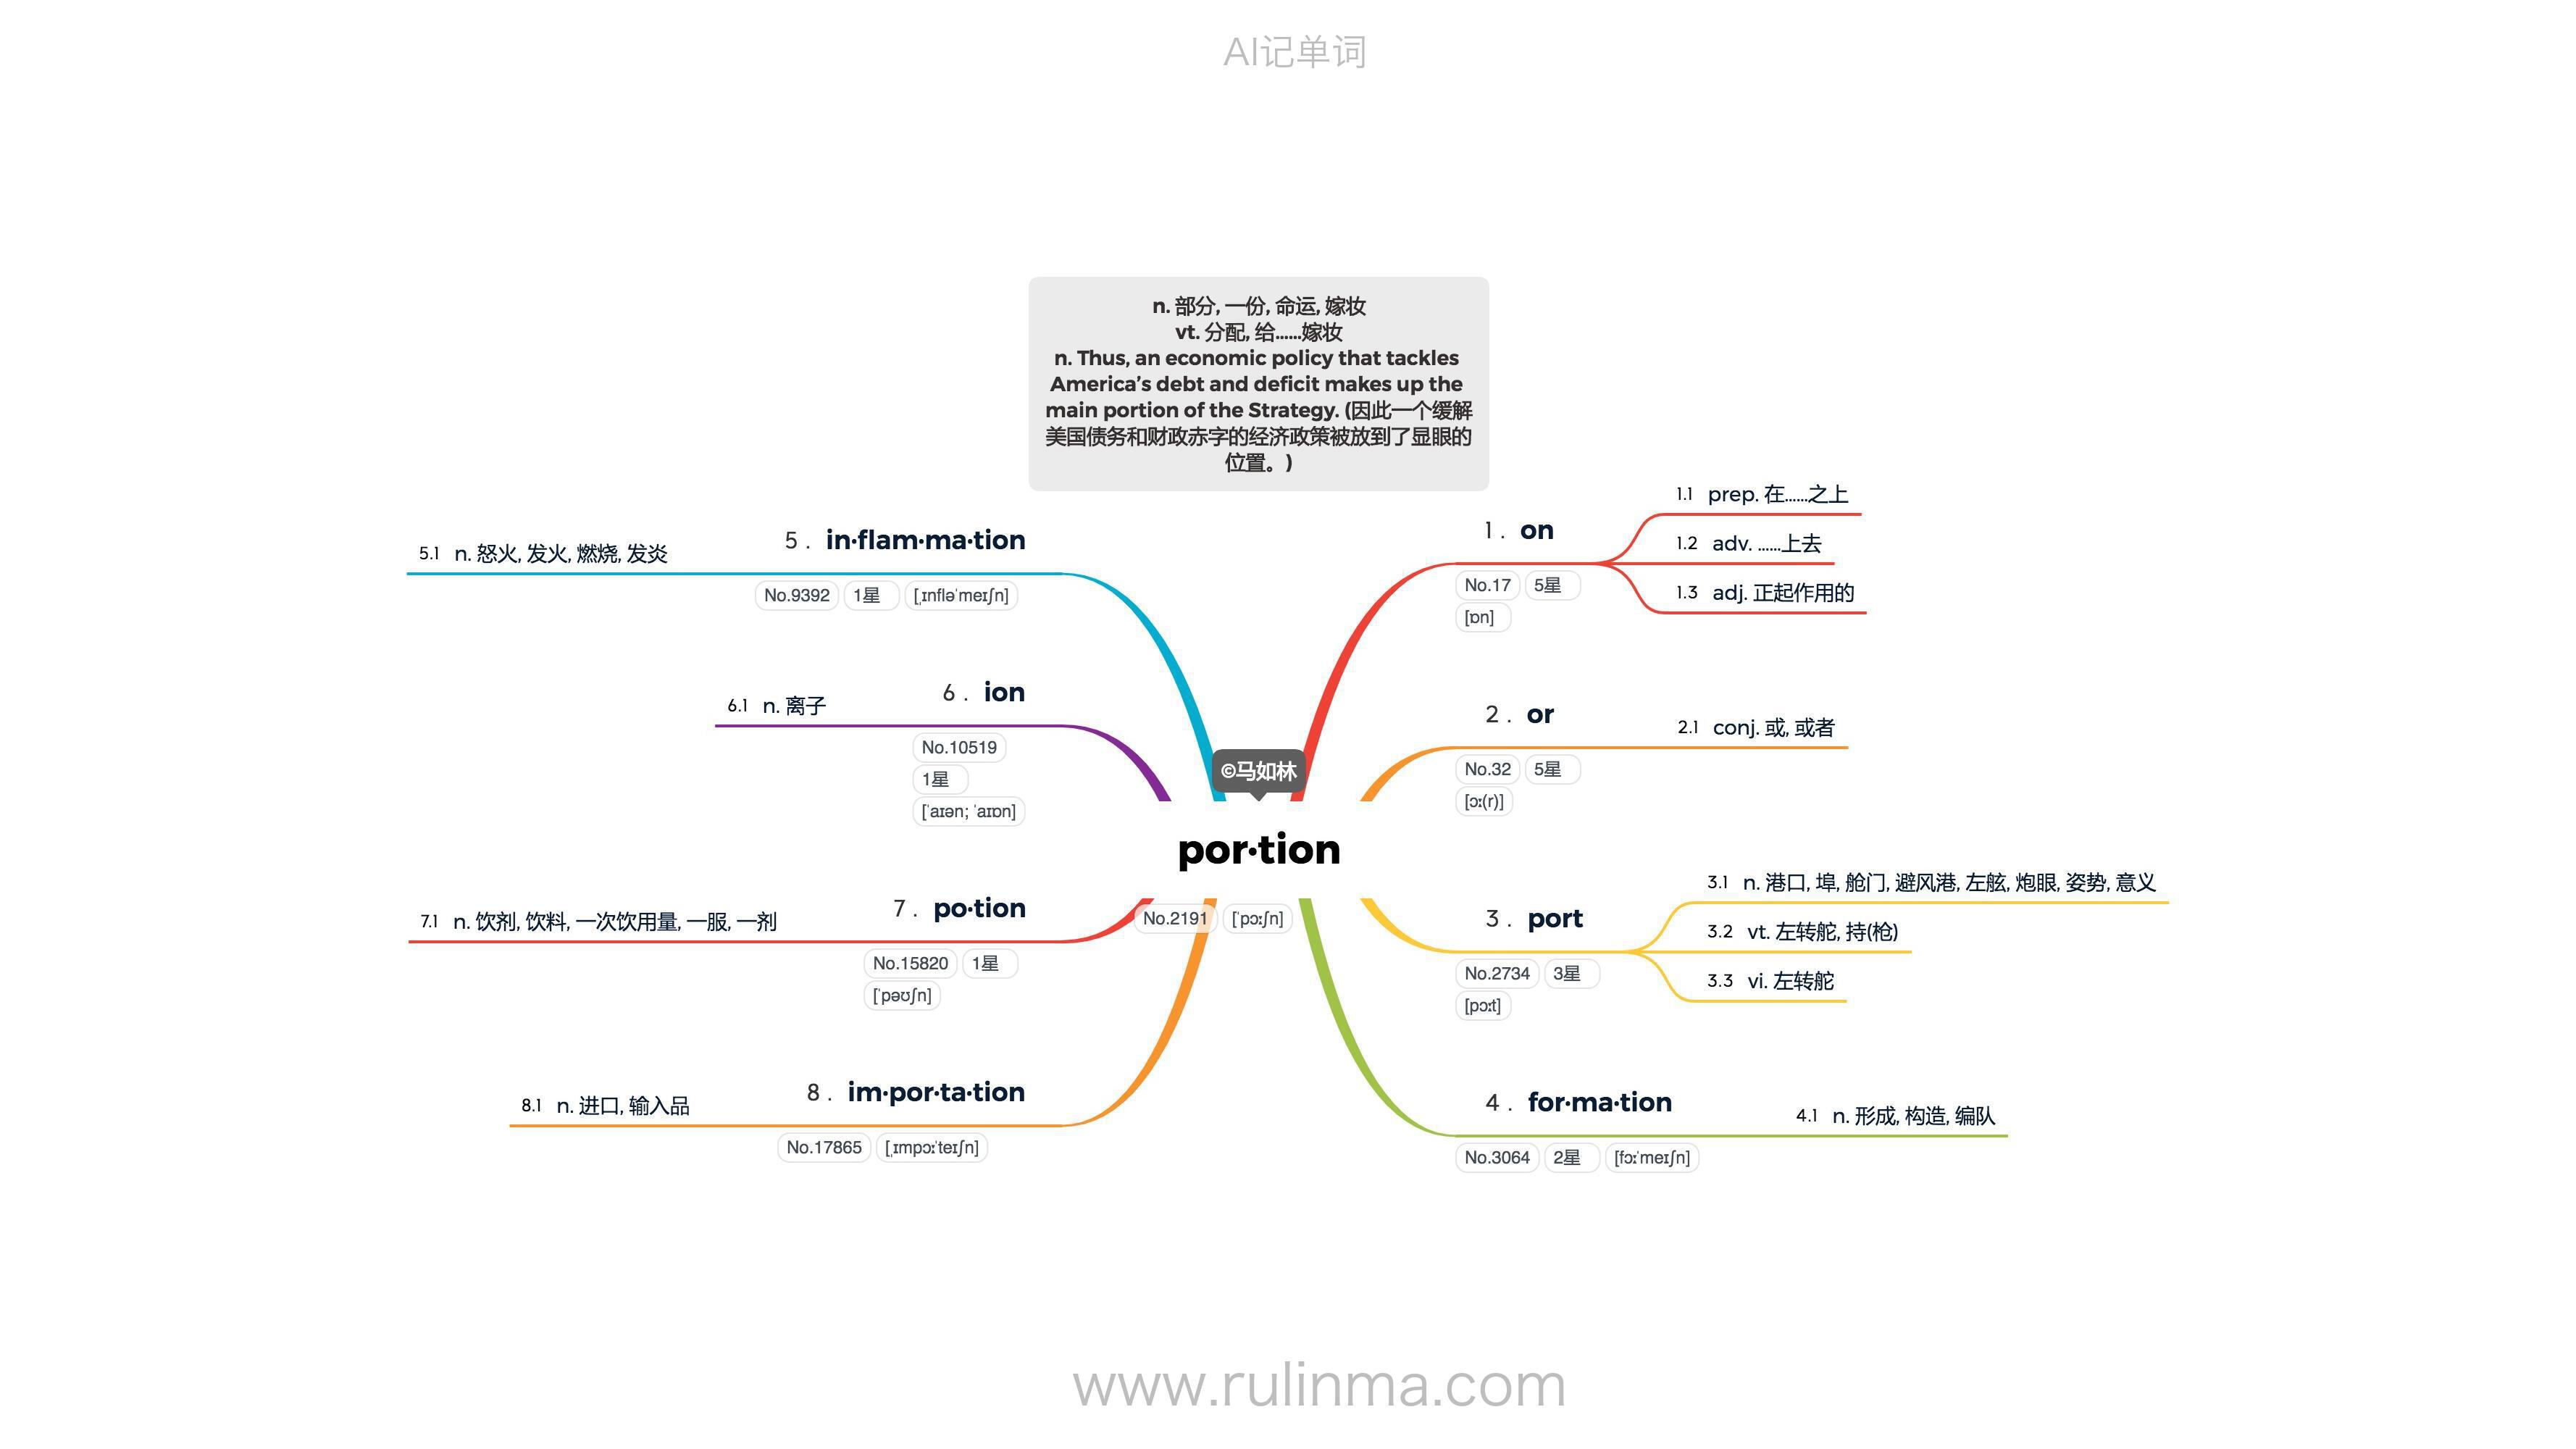 AI记单词
n. 部分, 一份, 命运, 嫁妆
vt. 分配, 给……嫁妆
n. Thus, an economic policy that tackles
America’s debt and deficit makes up the
main portion of the Strategy. (因此一个缓解
美国债务和财政赤字的经济政策被放到了显眼的
位置。)
©马如林
por·tion
No.2191 [ˈpɔːʃn]
1 . on
No.17 5星
[ɒn]
1.1 prep. 在……之上
1.2 adv. ……上去
1.3 adj. 正起作用的
2 . or
No.32 5星
[ɔː(r)]
2.1 conj. 或, 或者
3 . port
No.2734 3星
[pɔːt]
3.1 n. 港口, 埠, 舱门, 避风港, 左舷, 炮眼, 姿势, 意义
3.2 vt. 左转舵, 持(枪)
3.3 vi. 左转舵
4 . for·ma·tion
No.3064 2星 [fɔːˈmeɪʃn]
4.1 n. 形成, 构造, 编队
5 . in·flam·ma·tion
No.9392 1星 [ˌɪnfləˈmeɪʃn]
5.1 n. 怒火, 发火, 燃烧, 发炎
6 . ion
No.10519
1星
[ˈaɪən; ˈaɪɒn]
6.1 n. 离子
7 . po·tion
No.15820 1星
[ˈpəʊʃn]
7.1 n. 饮剂, 饮料, 一次饮用量, 一服, 一剂
8 . im·por·ta·tion
No.17865 [ˌɪmpɔːˈteɪʃn]
8.1 n. 进口, 输入品
www.rulinma.com